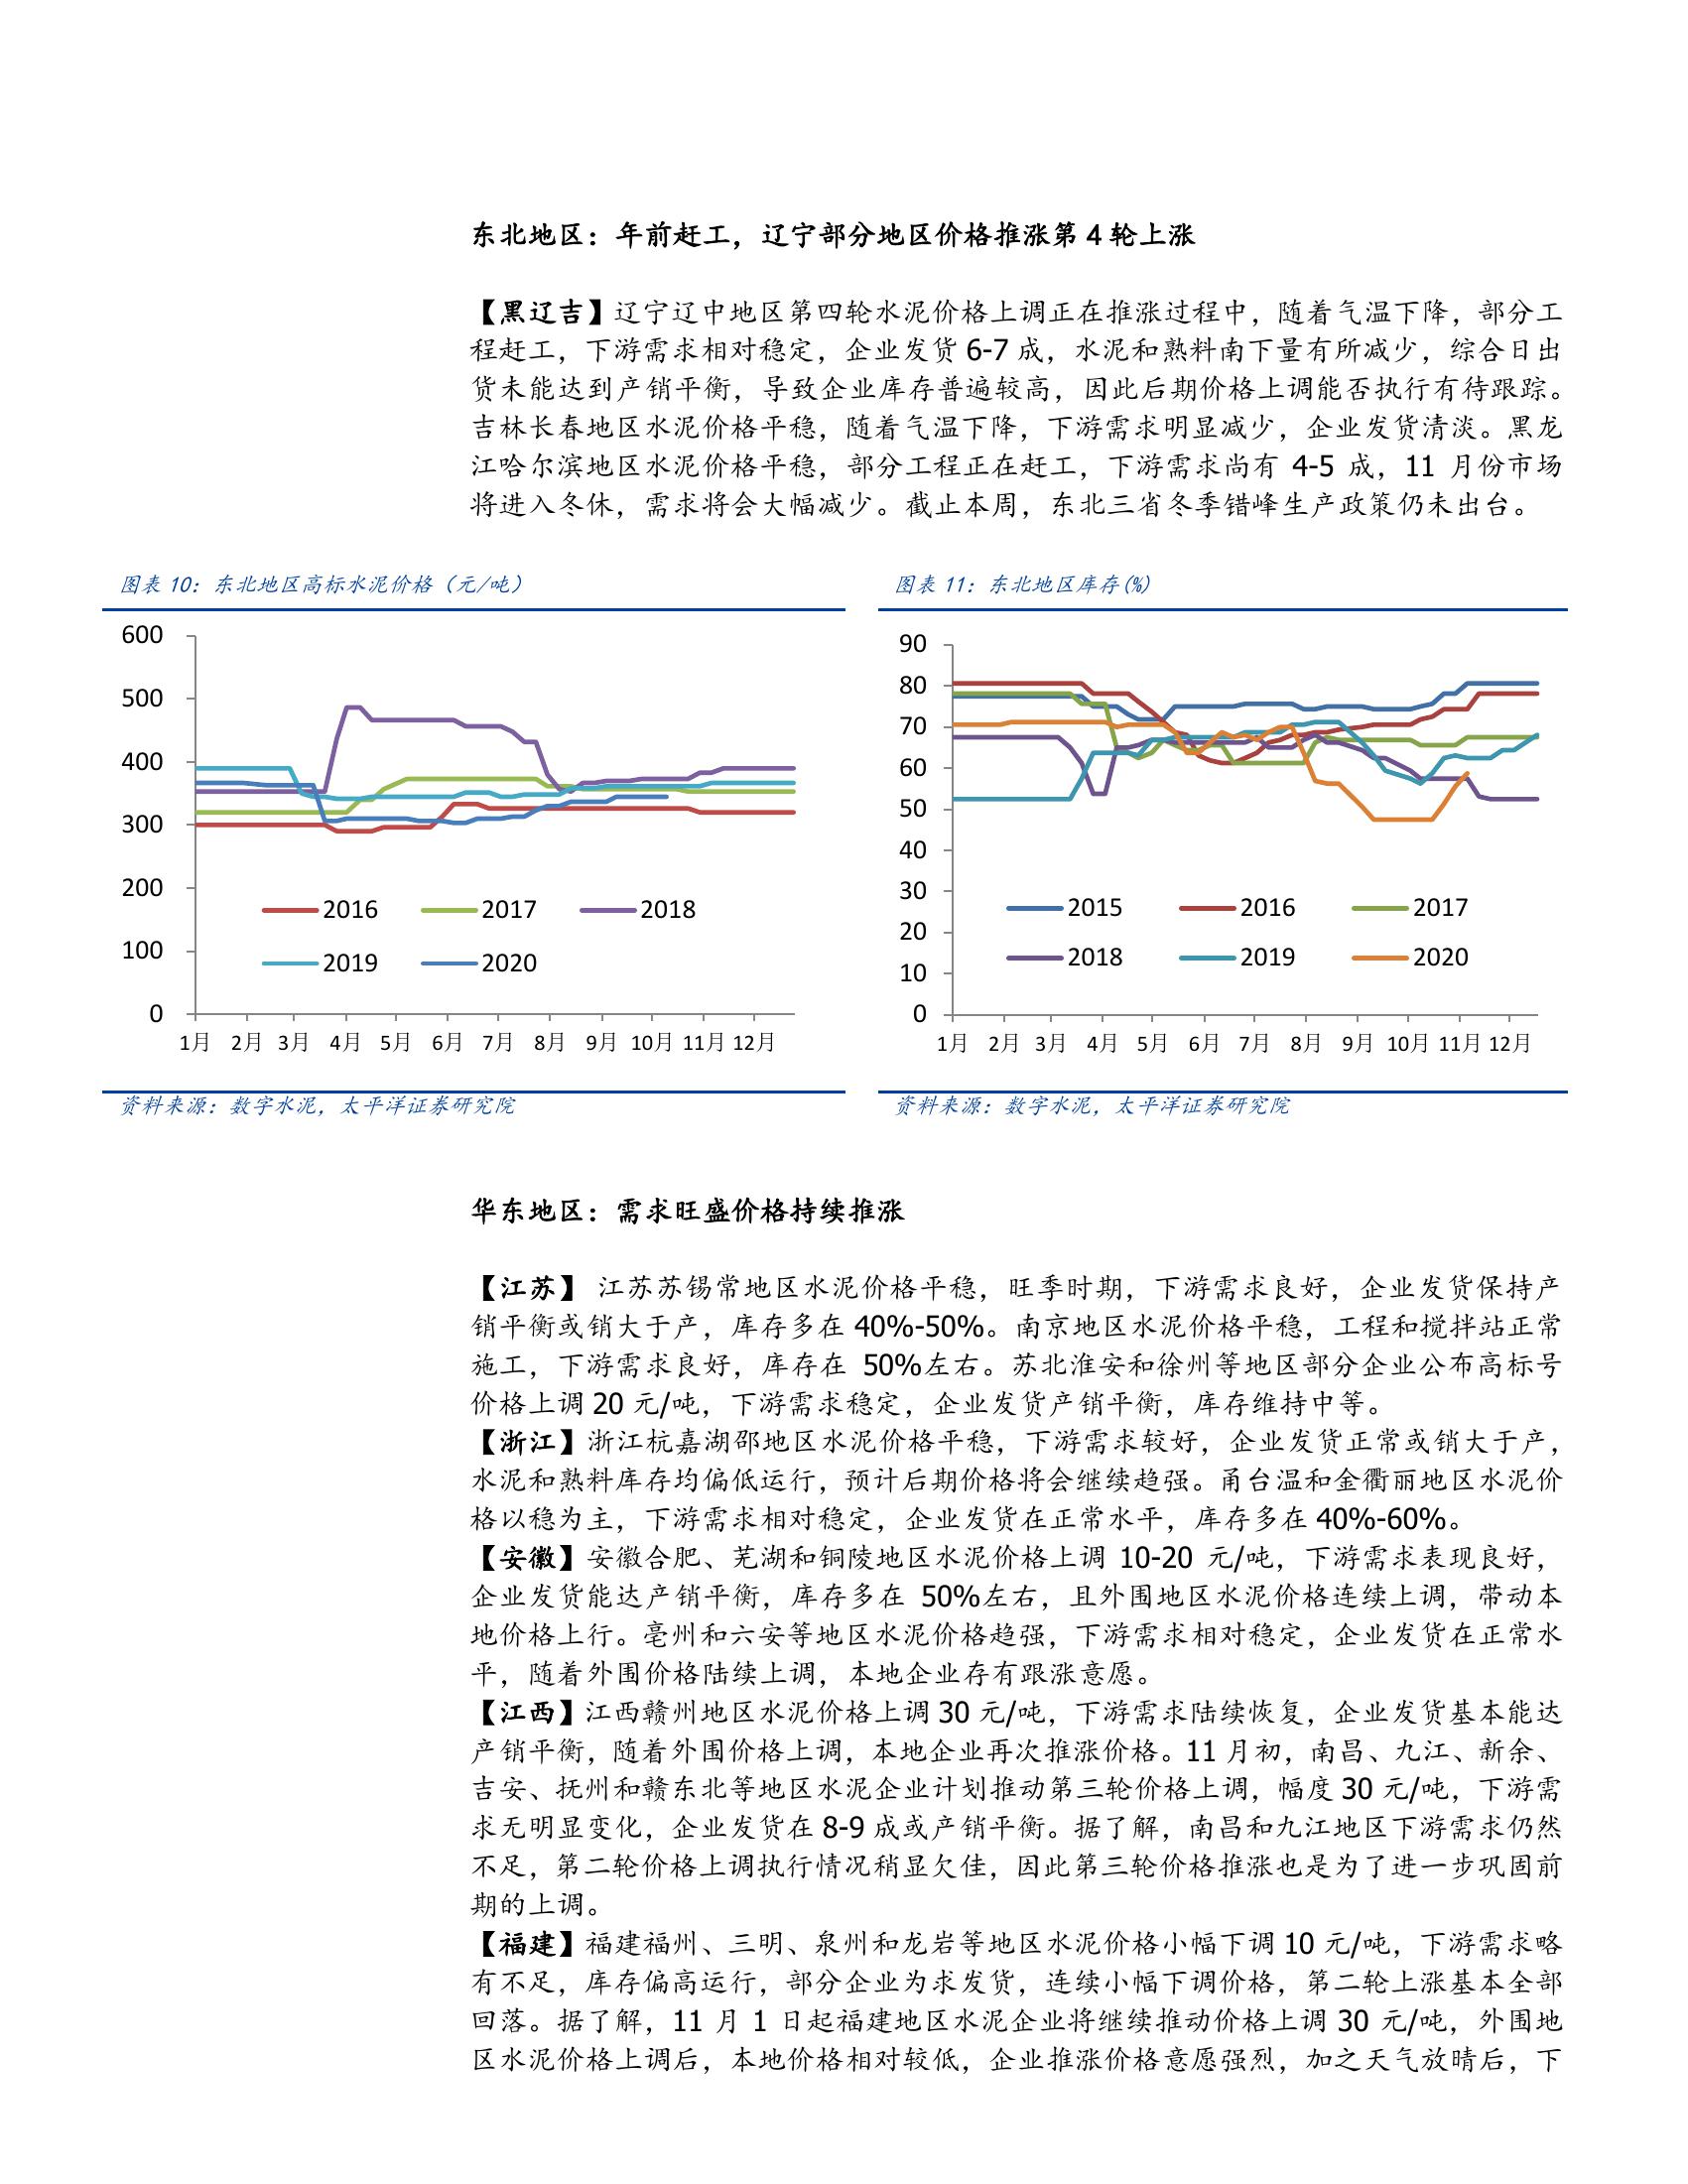 东北地区：年前赶工，辽宁部分地区价格推涨第 4 轮上涨
【黑辽吉】辽宁辽中地区第四轮水泥价格上调正在推涨过程中，随着气温下降，部分工
程赶工，下游需求相对稳定，企业发货 6-7 成，水泥和熟料南下量有所减少，综合日出
货未能达到产销平衡，导致企业库存普遍较高，因此后期价格上调能否执行有待跟踪。
吉林长春地区水泥价格平稳，随着气温下降，下游需求明显减少，企业发货清淡。黑龙
江哈尔滨地区水泥价格平稳，部分工程正在赶工，下游需求尚有 4-5 成，11 月份市场
将进入冬休，需求将会大幅减少。截止本周，东北三省冬季错峰生产政策仍未出台。
图表 10：东北地区高标水泥价格（元/吨）
600
500
400
300
200
100
0
2016 2017 2018
2019 2020
1月 2月 3月 4月 5月 6月 7月 8月 9月 10月 11月 12月
资料来源：数字水泥，太平洋证券研究院
图表 11：东北地区库存(%)
90
80
70
60
50
40
30
20
10
0
2015 2016 2017
2018 2019 2020
1月 2月 3月 4月 5月 6月 7月 8月 9月 10月 11月 12月
资料来源：数字水泥，太平洋证券研究院
华东地区：需求旺盛价格持续推涨
【江苏】 江苏苏锡常地区水泥价格平稳，旺季时期，下游需求良好，企业发货保持产
销平衡或销大于产，库存多在 40%-50%。南京地区水泥价格平稳，工程和搅拌站正常
施工，下游需求良好，库存在 50%左右。苏北淮安和徐州等地区部分企业公布高标号
价格上调 20 元/吨，下游需求稳定，企业发货产销平衡，库存维持中等。
【浙江】浙江杭嘉湖邵地区水泥价格平稳，下游需求较好，企业发货正常或销大于产，
水泥和熟料库存均偏低运行，预计后期价格将会继续趋强。甬台温和金衢丽地区水泥价
格以稳为主，下游需求相对稳定，企业发货在正常水平，库存多在 40%-60%。
【安徽】安徽合肥、芜湖和铜陵地区水泥价格上调 10-20 元/吨，下游需求表现良好，
企业发货能达产销平衡，库存多在 50%左右，且外围地区水泥价格连续上调，带动本
地价格上行。亳州和六安等地区水泥价格趋强，下游需求相对稳定，企业发货在正常水
平，随着外围价格陆续上调，本地企业存有跟涨意愿。
【江西】江西赣州地区水泥价格上调 30 元/吨，下游需求陆续恢复，企业发货基本能达
产销平衡，随着外围价格上调，本地企业再次推涨价格。11 月初，南昌、九江、新余、
吉安、抚州和赣东北等地区水泥企业计划推动第三轮价格上调，幅度 30 元/吨，下游需
求无明显变化，企业发货在 8-9 成或产销平衡。据了解，南昌和九江地区下游需求仍然
不足，第二轮价格上调执行情况稍显欠佳，因此第三轮价格推涨也是为了进一步巩固前
期的上调。
【福建】福建福州、三明、泉州和龙岩等地区水泥价格小幅下调 10 元/吨，下游需求略
有不足，库存偏高运行，部分企业为求发货，连续小幅下调价格，第二轮上涨基本全部
回落。据了解，11 月 1 日起福建地区水泥企业将继续推动价格上调 30 元/吨，外围地
区水泥价格上调后，本地价格相对较低，企业推涨价格意愿强烈，加之天气放晴后，下